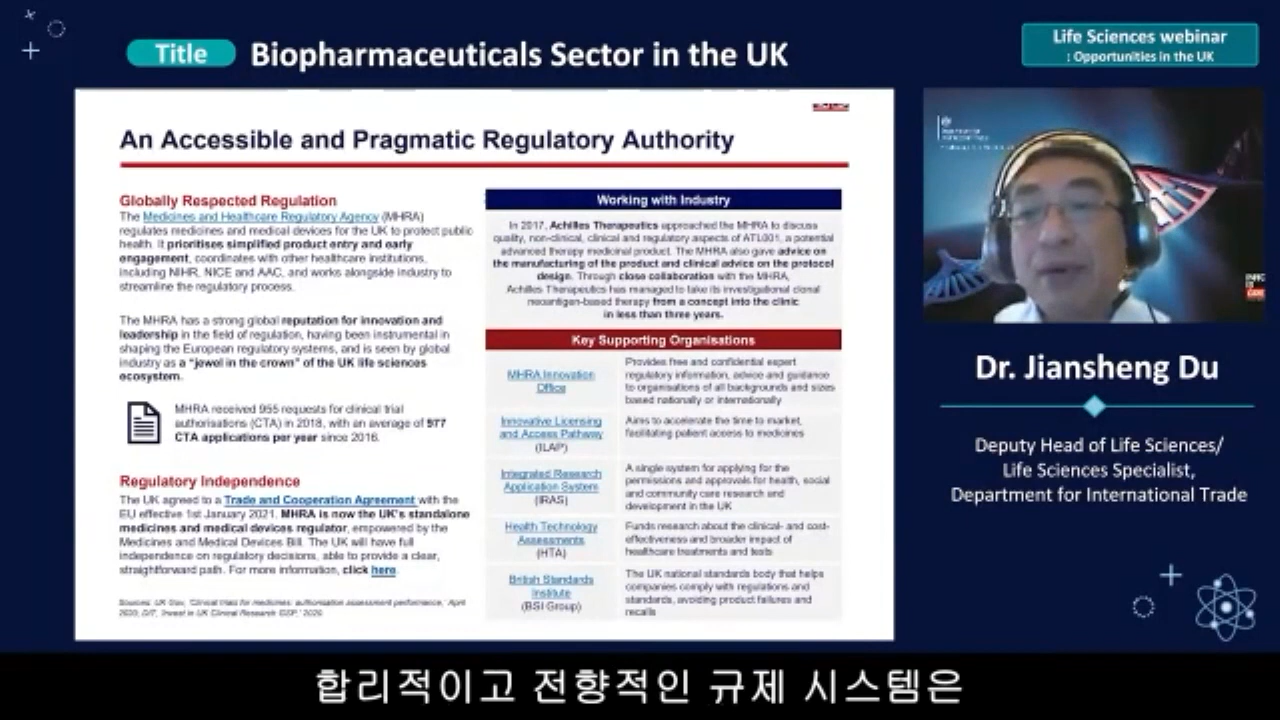 Title
Biopharmaceuticals Sector in the UK
Life Sciences webinar
: Opportunities in the UK
An Accessible and Pragmatic Regulatory Authority
Globally Respected Regulation
The Medicines and Healthcare Regulatory Agency (MHRA)
regulates medicines and medical devices for the UK to protect public
health. It prioritises simplified product entry and early
engagement, coordinates with other healthcare institutions,
including NIHR, NICE and AAC, and works alongside industry to
streamline the regulatory process.
The MHRA has a strong global reputation for innovation and
leadership in the field of regulation, having been instrumental in
shaping the European regulatory systems, and is seen by global
industry as a "jewel in the crown" of the UK life sciences
ecosystem.
MHRA received 955 requests for clinical trial
authorisations (CTA) in 2018, with an average of 977
CTA applications per year since 2016.
Regulatory Independence
The UK agreed to a Trade and Cooperation Agreement with the
EU effective 1st January 2021. MHRA is now the UK's standalone
medicines and medical devices regulator, empowered by the
Medicines and Medical Devices Bill. The UK will have full
independence on regulatory decisions, able to provide a clear,
straightforward path. For more information, click here.
Sources: UK Gov, 'Clinical trials for medicines: authorisation assessment performance,' April
2020; DIT, 'Invest in UK Clinical Research GSP,' 2020
Working with Industry
In 2017, Achilles Therapeutics approached the MHRA to discuss
quality, non-clinical, clinical and regulatory aspects of ATL001, a potential
advanced therapy medicinal product. The MHRA also gave advice on
the manufacturing of the product and clinical advice on the protocol
design. Through close collaboration with the MHRA,
Achilles Therapeutics has managed to take its investigational clonal
neoantigen-based therapy from a concept into the clinic
in less than three years.
Key Supporting Organisations
MHRA Innovation
Office
Provides free and confidential expert
regulatory information, advice and guidance
to organisations of all backgrounds and sizes
based nationally or internationally
Innovative Licensing
and Access Pathway
(ILAP)
Aims to accelerate the time to market,
facilitating patient access to medicines
Integrated Research
Application System
(IRAS)
A single system for applying for the
permissions and approvals for health, social
and community care research and
development in the UK
Health Technology
Assessments
(HTA)
Funds research about the clinical- and cost-
effectiveness and broader impact of
healthcare treatments and tests
British Standards
Institute
(BSI Group)
The UK national standards body that helps
companies comply with regulations and
standards, avoiding product failures and
recalls
Dr. Jiansheng Du
Deputy Head of Life Sciences/
Life Sciences Specialist,
Department for International Trade
합리적이고 전향적인 규제 시스템은